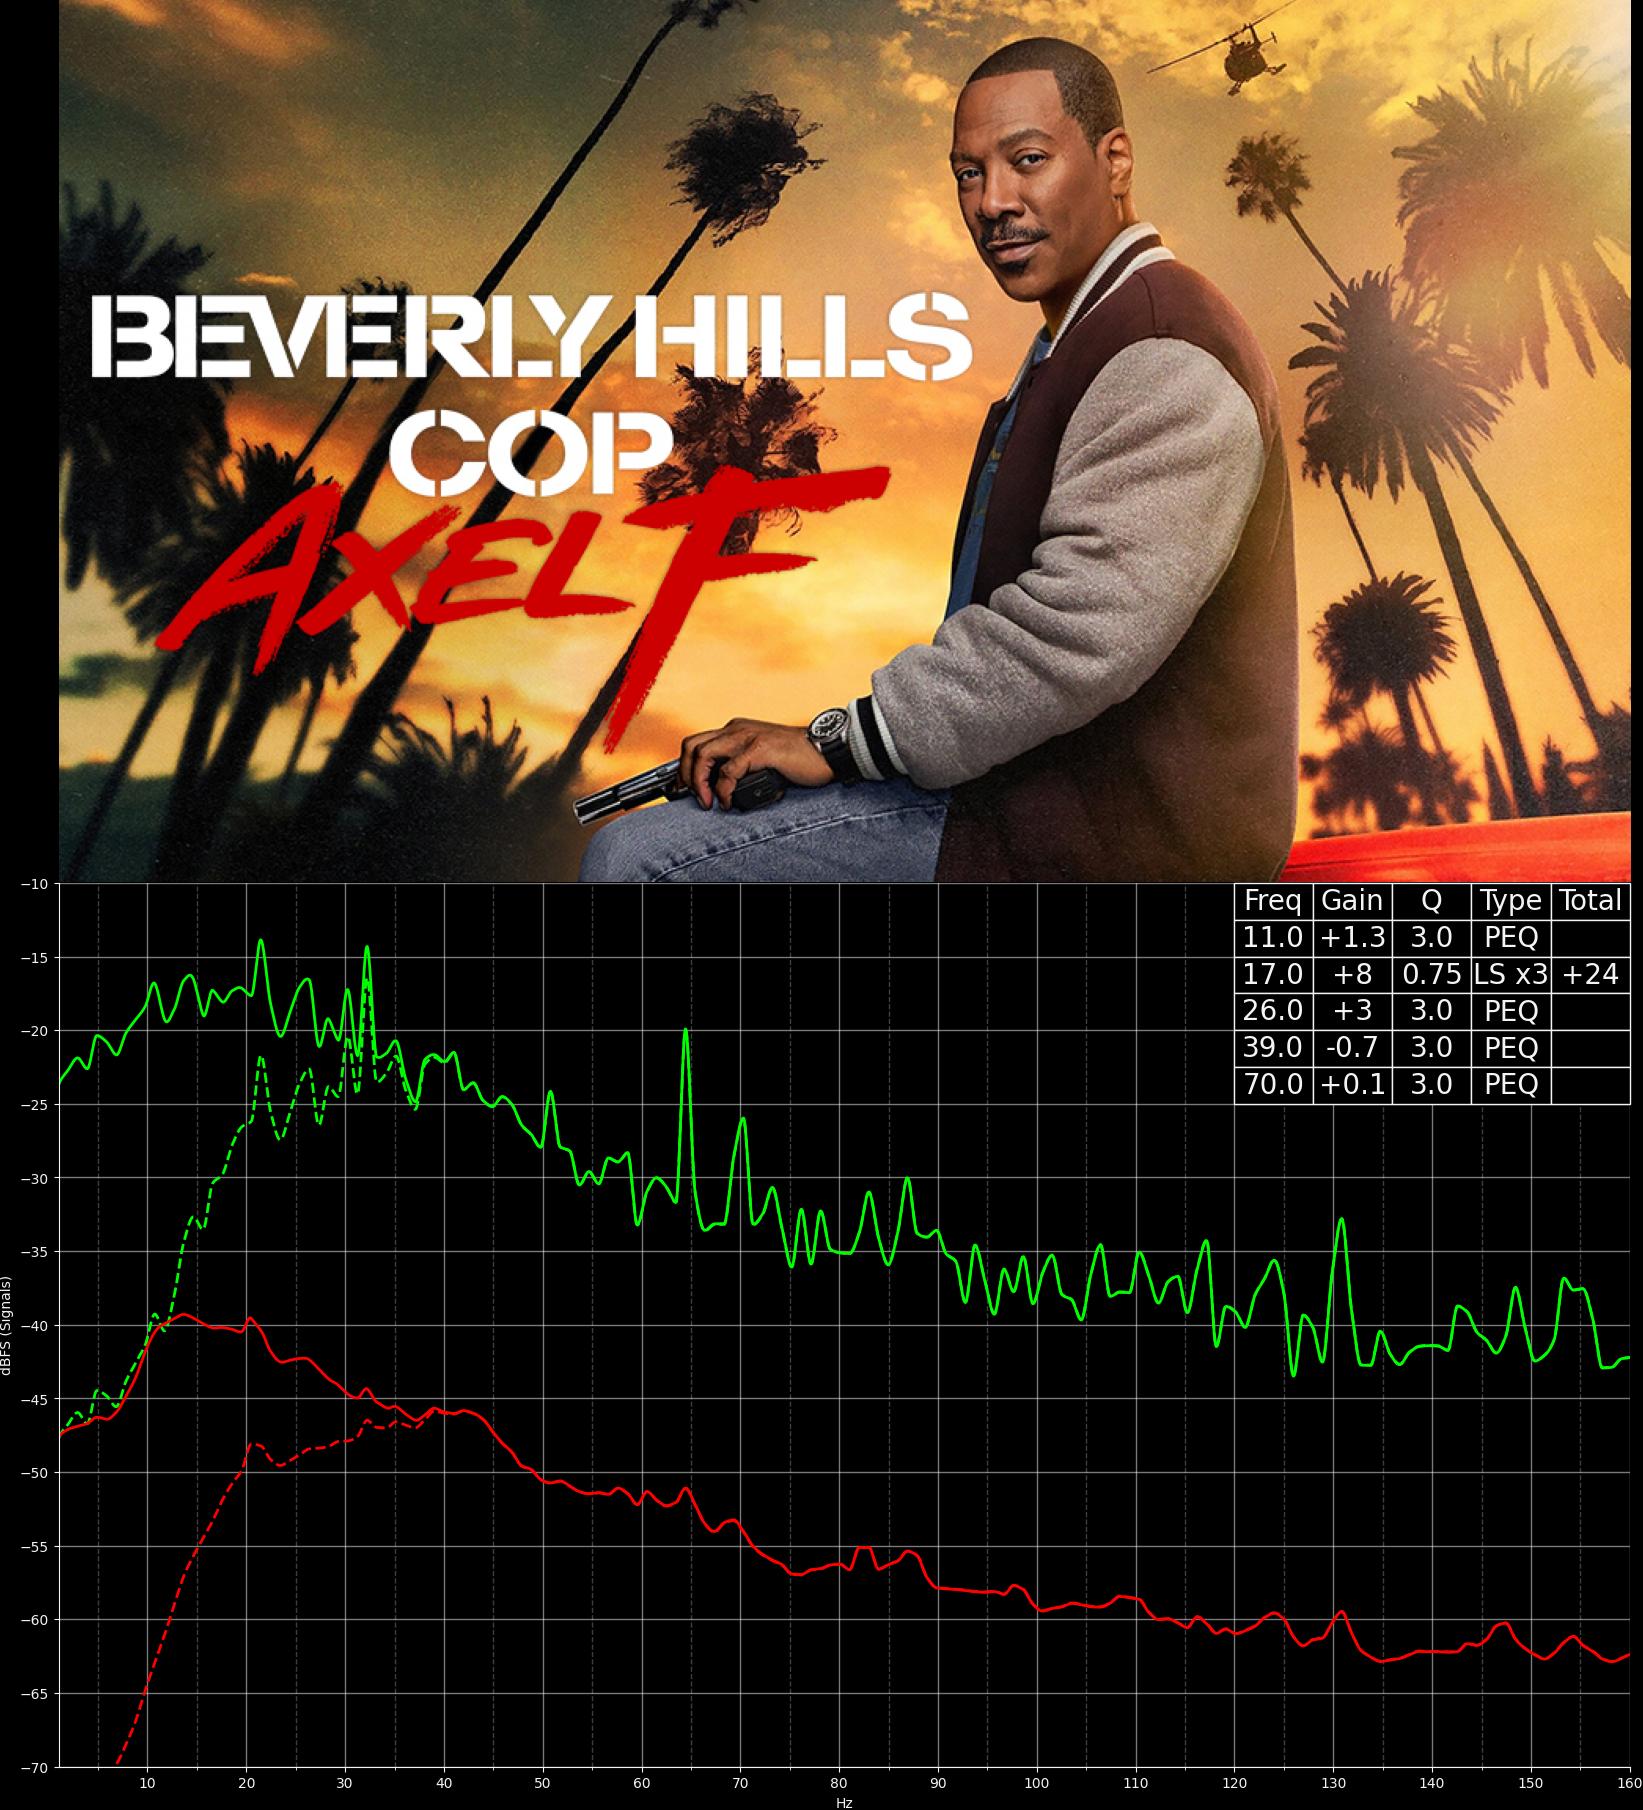 BEVERLY HILLS
COP
AXEL F
Freq Gain Q Type Total
11.0 +1.3 3.0 PEQ
17.0 +8 0.75 LS x3 +24
26.0 +3 3.0 PEQ
39.0 -0.7 3.0 PEQ
70.0 +0.1 3.0 PEQ
−10
−15
−20
−25
−30
−35
−40
−45
−50
−55
−60
−65
−70
dBFS (Signals)
10 20 30 40 50 60 70 80 90 100 110 120 130 140 150 160
Hz